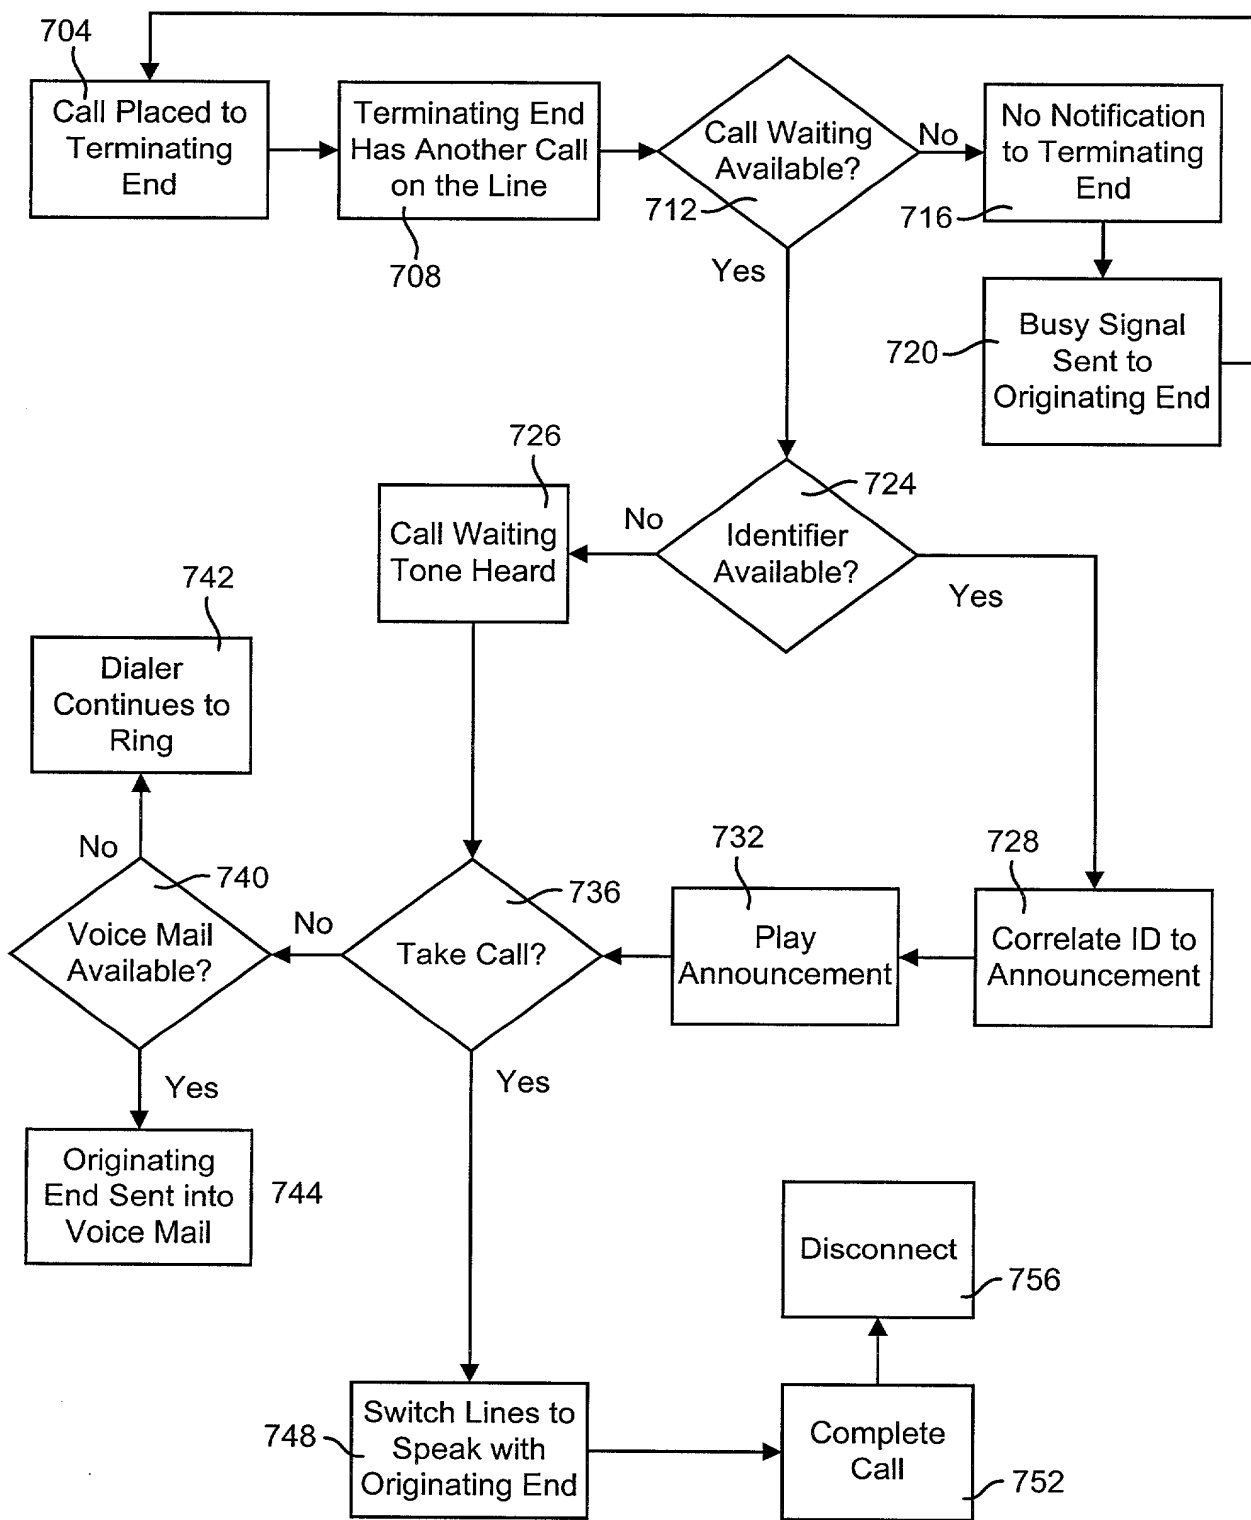 704
Call Placed to
Terminating
End
Terminating End
Has Another Call
on the Line
708
Call Waiting
Available?
712
No
Yes
No Notification
to Terminating
End
716
Busy Signal
Sent to
Originating End
720
726
Call Waiting
Tone Heard
No
724
Identifier
Available?
Yes
742
Dialer
Continues to
Ring
No
740
Voice Mail
Available?
No
736
Take Call?
732
Play
Announcement
728
Correlate ID to
Announcement
Yes
Yes
Originating
End Sent into
Voice Mail
744
Disconnect
756
748
Switch Lines to
Speak with
Originating End
Complete
Call
752